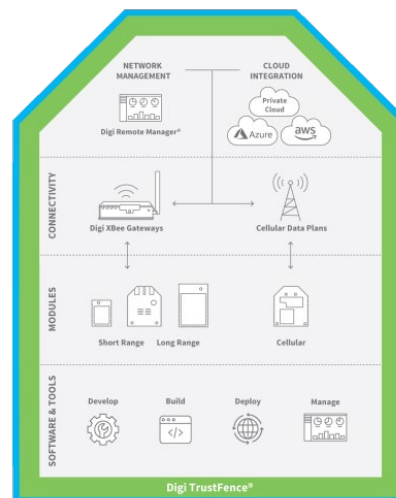 NETWORK
MANAGEMENT
CLOUD
INTEGRATION
Digi Remote Manager®
Private
Cloud
Azure
aws
CONNECTIVITY
Digi XBee Gateways
Cellular Data Plans
MODULES
Short Range
Long Range
Cellular
SOFTWARE & TOOLS
Develop
Build
Deploy
Manage
</>
Digi TrustFence®